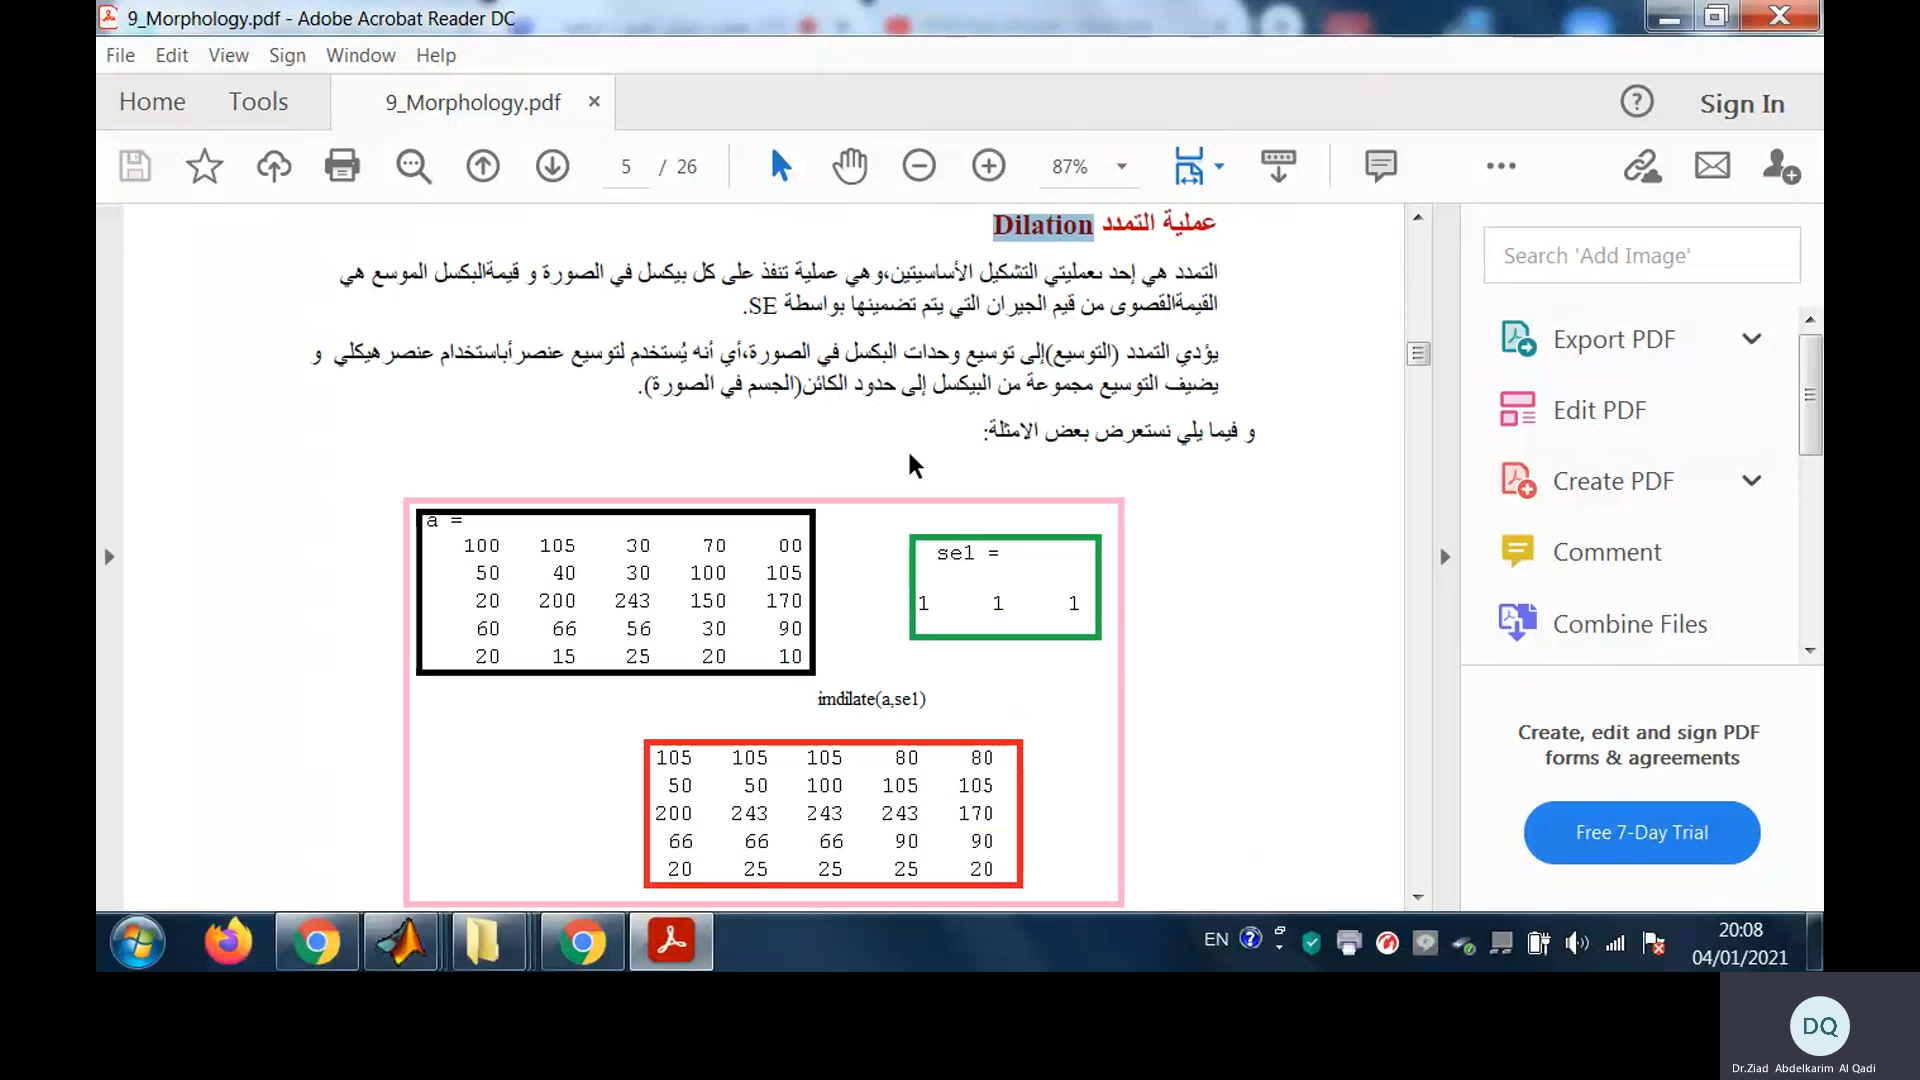 9_Morphology.pdf - Adobe Acrobat Reader DC
File Edit View Sign Window Help
Home Tools 9_Morphology.pdf × Sign In
5 / 26 87%
عملية التمدد Dilation
التمدد هي إحد ىعمليتي التشكيل الأساسيتين،وهي عملية تنفذ على كل بيكسل في الصورة و قيمةالبكسل الموسع هي
القيمةالقصوى من قيم الجيران التي يتم تضمينها بواسطة SE.
يؤدي التمدد (التوسيع)إلى توسيع وحدات البكسل في الصورة،أي أنه يُستخدم لتوسيع عنصرأباستخدام عنصرهيكلي و
يضيف التوسيع مجموعة من البيكسل إلى حدود الكائن(الجسم في الصورة).
و فيما يلي نستعرض بعض الامثلة:
a =
100 105 30 70 00
50 40 30 100 105
20 200 243 150 170
60 66 56 30 90
20 15 25 20 10
se1 =
1 1 1
imdilate(a,se1)
105 105 105 80 80
50 50 100 105 105
200 243 243 243 170
66 66 66 90 90
20 25 25 25 20
Search 'Add Image'
Export PDF
Edit PDF
Create PDF
Comment
Combine Files
Create, edit and sign PDF
forms & agreements
Free 7-Day Trial
EN
20:08
04/01/2021
DQ
Dr.Ziad Abdelkarim Al Qadi